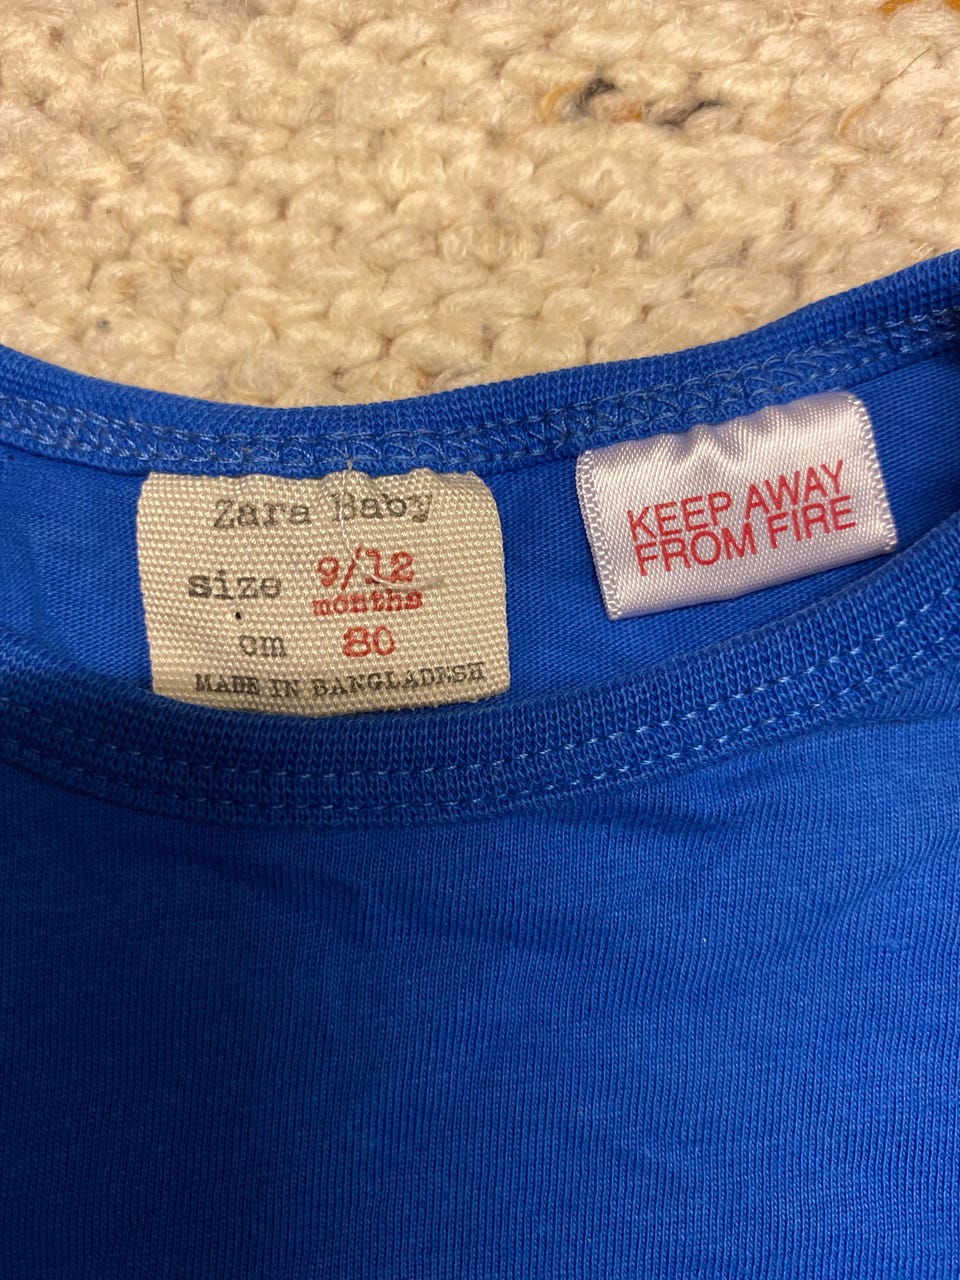 Zara Baby
size 9/12
months
cm 80
MADE IN BANGLADESH
KEEP AWAY
FROM FIRE